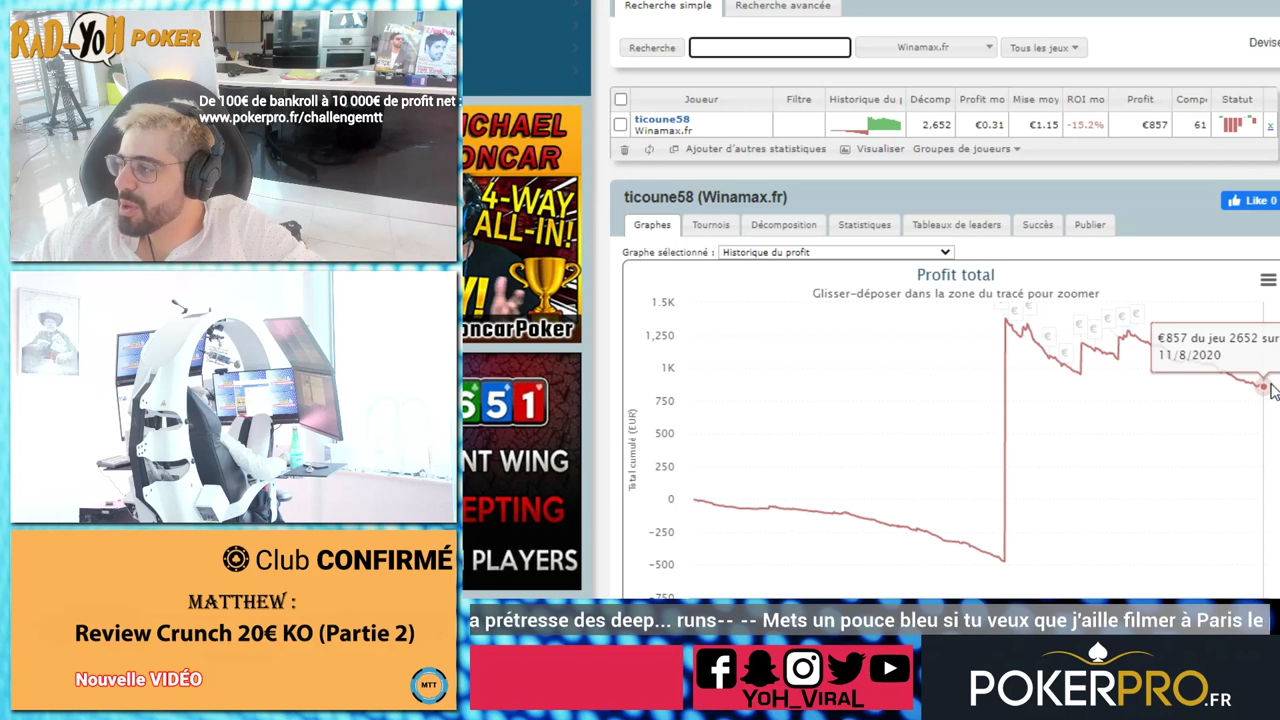 RAD-YOH POKER
De 100€ de bankroll à 10 000€ de profit net :
www.pokerpro.fr/challengemtt
Club CONFIRMÉ
MATTHEW :
Review Crunch 20€ KO (Partie 2)
Nouvelle VIDÉO
MTT
ICHAEL
ONCAR
4-WAY
ALL-IN!
Y!
oncarPoker
651
NT WING
EPTING
PLAYERS
Recherche simple
Recherche avancée
Recherche
Winamax.fr
Tous les jeux
Devise
Joueur
Filtre
Historique du p
Décomp
Profit mo
Mise moy
ROI mo
Profit
Compe
Statut
ticoune58
Winamax.fr
2,652
€0.31
€1.15
-15.2%
€857
61
x
Ajouter d'autres statistiques
Visualiser
Groupes de joueurs
ticoune58 (Winamax.fr)
Like 0
Graphes
Tournois
Décomposition
Statistiques
Tableaux de leaders
Succès
Publier
Graphe sélectionné :
Historique du profit
Profit total
Glisser-déposer dans la zone du tracé pour zoomer
1.5K
1,250
1K
750
500
250
0
-250
-500
-750
Total cumulé (EUR)
€857 du jeu 2652 sur
11/8/2020
a prêtresse des deep... runs-- -- Mets un pouce bleu si tu veux que j'aille filmer à Paris le
YOH_VIRAL
POKERPRO.FR